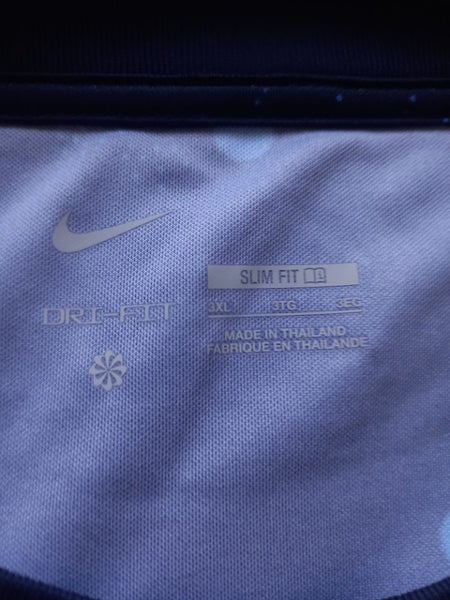 DRI-FIT
SLIM FIT
3XL 3TG 3EG
MADE IN THAILAND
FABRIQUE EN THAILANDE